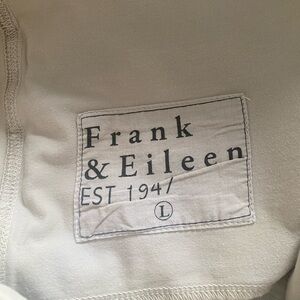 Frank
& Eileen
EST 1947
L